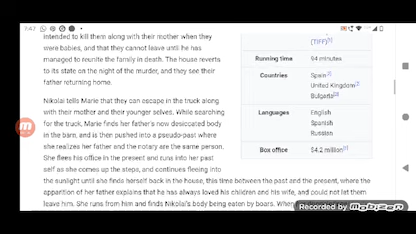 7:47
intended to kill them along with their mother when they
were babies, and that they cannot leave until he has
managed to reunite the family in death. The house reverts
to its state on the night of the murder, and they see their
father returning home.
Nikolai tells Marie that they can escape in the truck along
with their mother and their younger selves. While searching
for the truck, Marie finds her father's now desiccated body
in the barn, and is then pushed into a pseudo-past where
she realizes her father and the notary are the same person.
She flees his office in the present and runs into her past
self as she comes up the steps, and continues fleeing into
the sunlight until she finds herself back in the house, this time between the past and the present, where
the apparition of her father explains that he has always loved his children and his wife, and could not let them
leave him. She runs from him and finds Nikolai's body being eaten by boars. When
(TIFF)
Running time 94 minutes
Countries Spain
United Kingdom
Bulgaria
Languages English
Spanish
Russian
Box office $4.2 million
Recorded by
Mobizen